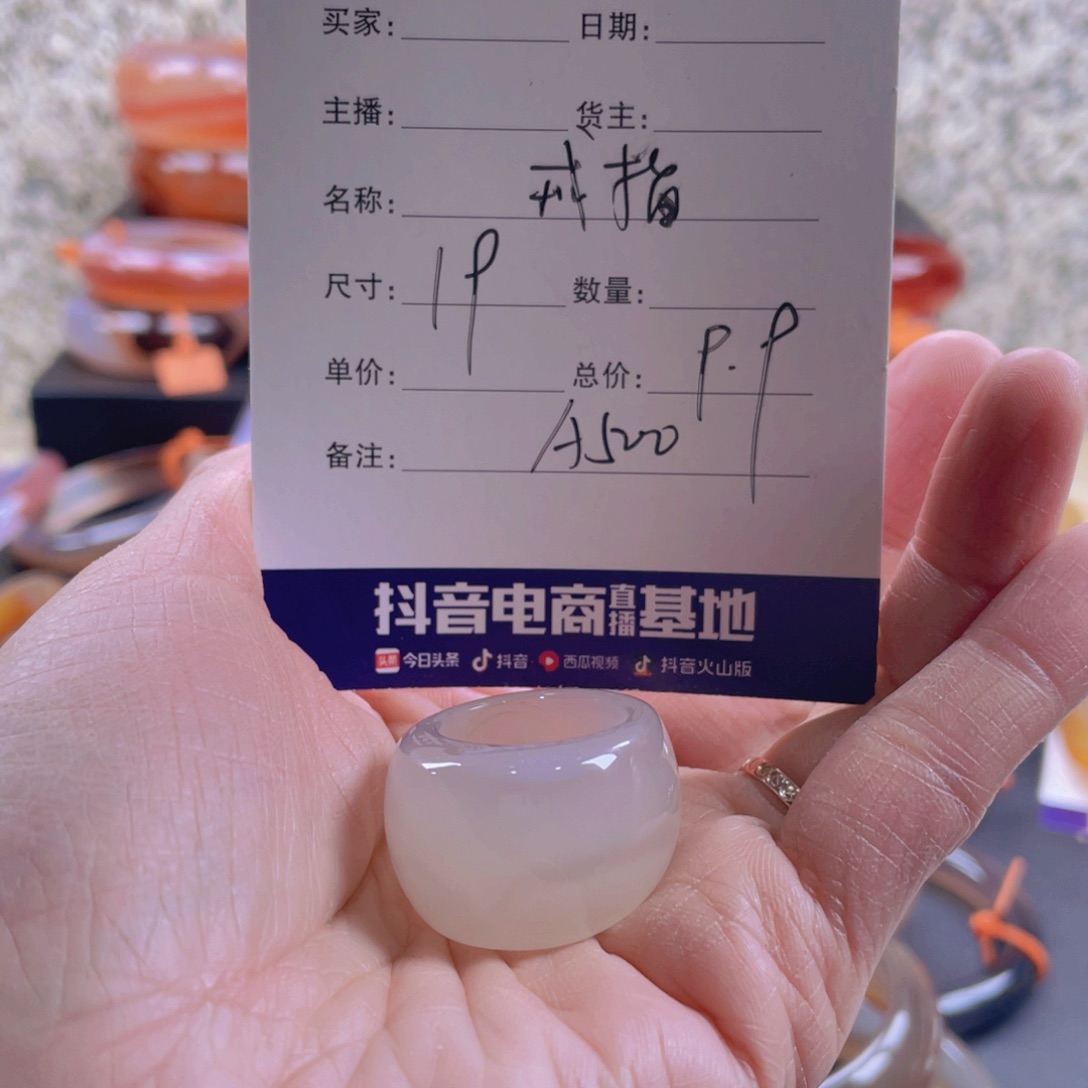 买家: 日期:
主播: 货主:
名称: 戒指
尺寸: 19 数量:
单价: 总价: 9.9
备注: A500
抖音电商直播基地
头条 今日头条 抖音 西瓜视频 抖音火山版